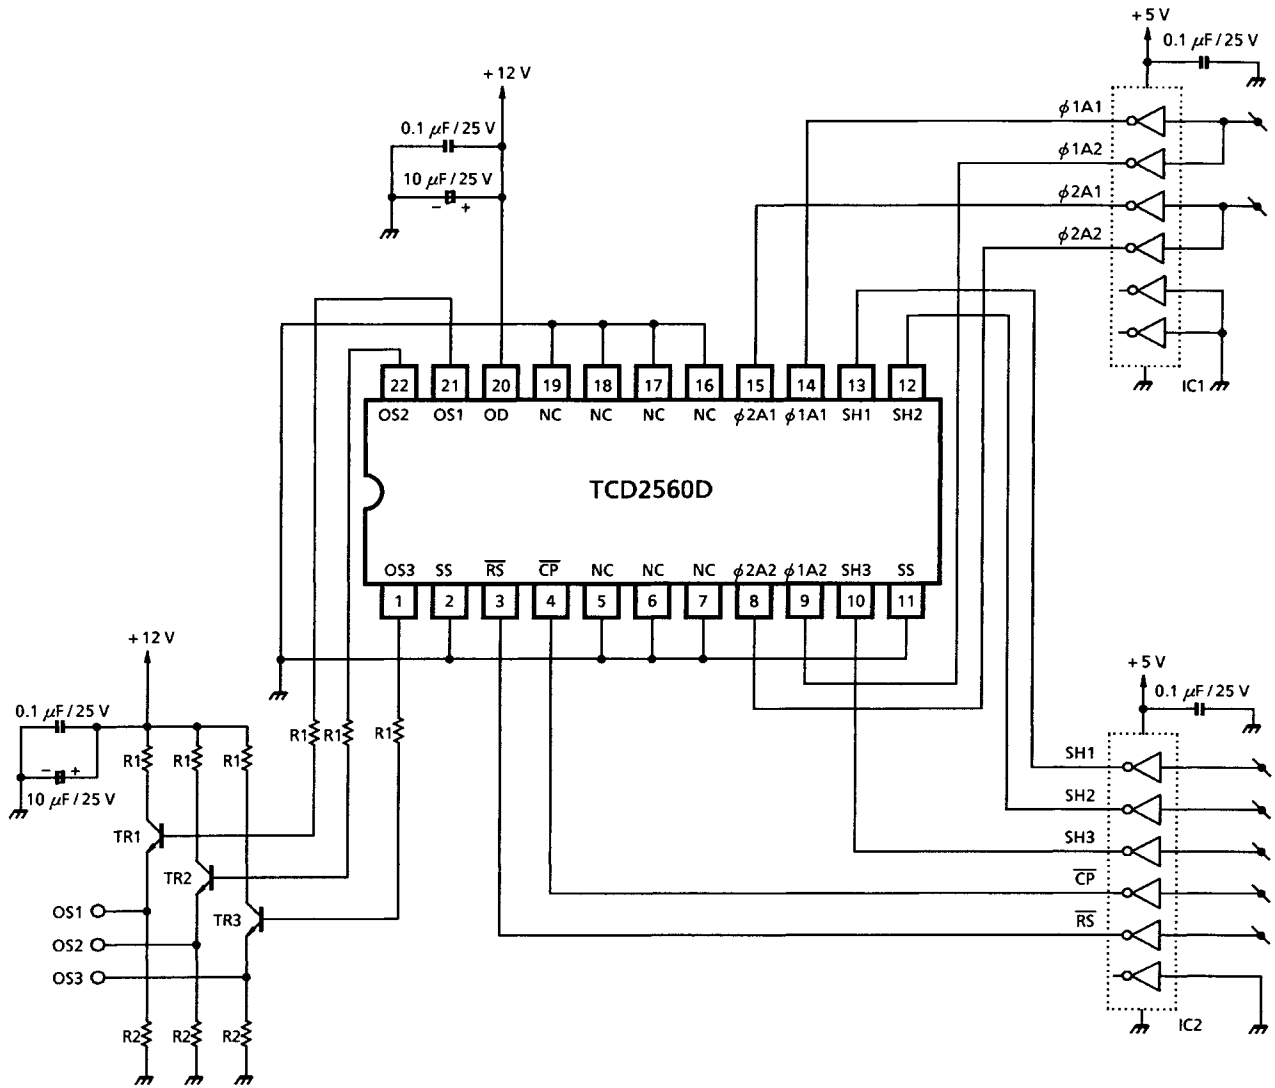 +5 V
0.1 μF/25 V
+12 V
0.1 μF/25 V
10 μF/25 V
− +
ϕ1A1
ϕ1A2
ϕ2A1
ϕ2A2
IC1
22 21 20 19 18 17 16 15 14 13 12
OS2 OS1 OD NC NC NC NC ϕ2A1 ϕ1A1 SH1 SH2
TCD2560D
OS3 SS R̅S̅ C̅P̅ NC NC NC ϕ2A2 ϕ1A2 SH3 SS
1 2 3 4 5 6 7 8 9 10 11
+12 V
0.1 μF/25 V
− +
10 μF/25 V
R1 R1 R1 R1 R1 R1
TR1
TR2
TR3
OS1
OS2
OS3
R2 R2 R2
+5 V
0.1 μF/25 V
SH1
SH2
SH3
C̅P̅
R̅S̅
IC2